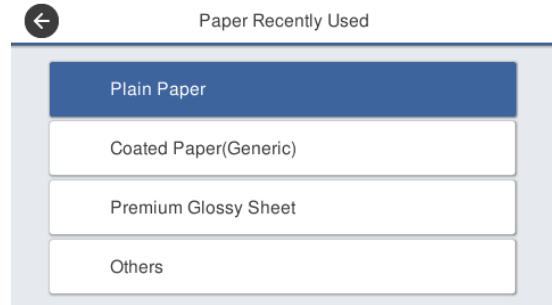 Paper Recently Used
Plain Paper
Coated Paper(Generic)
Premium Glossy Sheet
Others